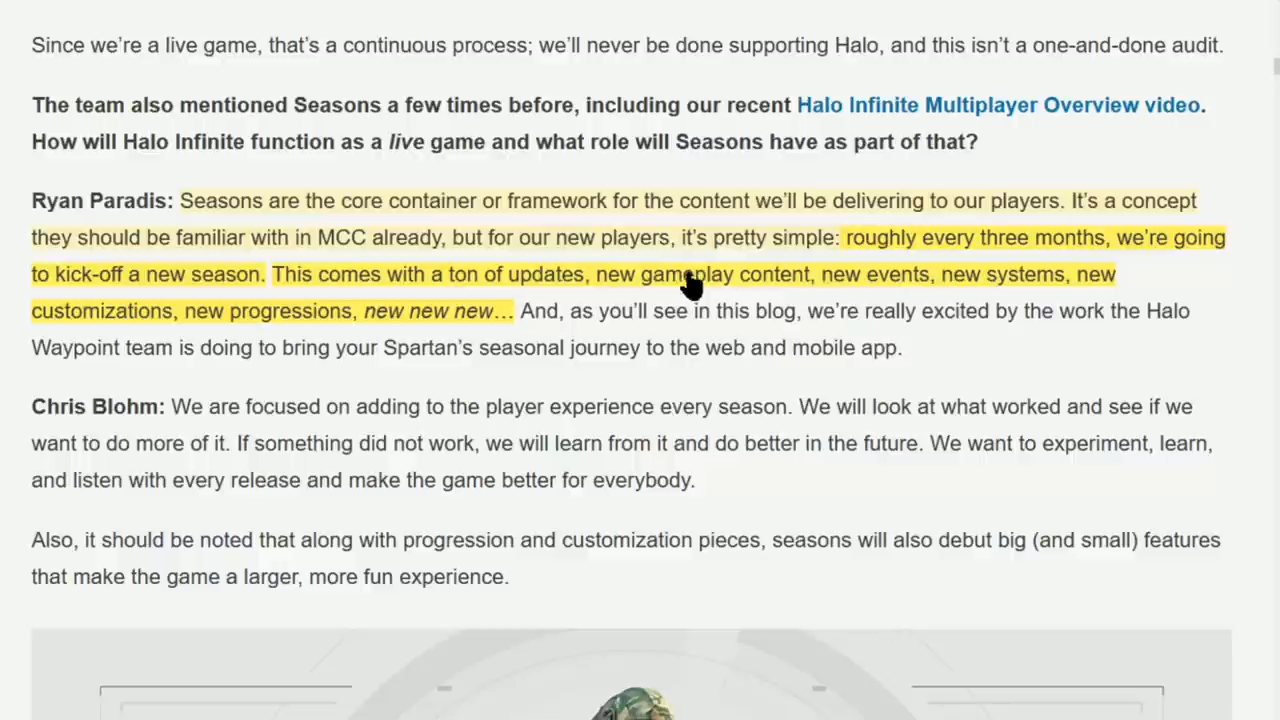 Since we’re a live game, that’s a continuous process; we’ll never be done supporting Halo, and this isn’t a one-and-done audit.
The team also mentioned Seasons a few times before, including our recent Halo Infinite Multiplayer Overview video.
How will Halo Infinite function as a live game and what role will Seasons have as part of that?
Ryan Paradis: Seasons are the core container or framework for the content we’ll be delivering to our players. It’s a concept
they should be familiar with in MCC already, but for our new players, it’s pretty simple: roughly every three months, we’re going
to kick-off a new season. This comes with a ton of updates, new gameplay content, new events, new systems, new
customizations, new progressions, new new new… And, as you’ll see in this blog, we’re really excited by the work the Halo
Waypoint team is doing to bring your Spartan’s seasonal journey to the web and mobile app.
Chris Blohm: We are focused on adding to the player experience every season. We will look at what worked and see if we
want to do more of it. If something did not work, we will learn from it and do better in the future. We want to experiment, learn,
and listen with every release and make the game better for everybody.
Also, it should be noted that along with progression and customization pieces, seasons will also debut big (and small) features
that make the game a larger, more fun experience.